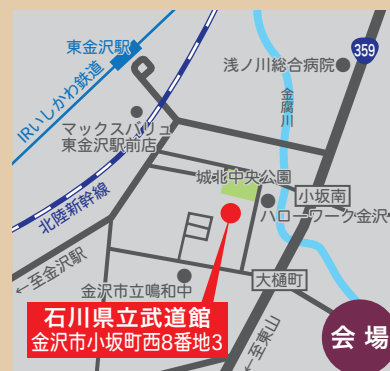 東金沢駅
359
浅ノ川総合病院
IRいしかわ鉄道
金腐川
マックスバリュ
東金沢駅前店
城北中央公園
小坂南
ハローワーク金沢
北陸新幹線
←至金沢駅
金沢市立鳴和中
大樋町
石川県立武道館
金沢市小坂町西8番地3
←至東山
会場